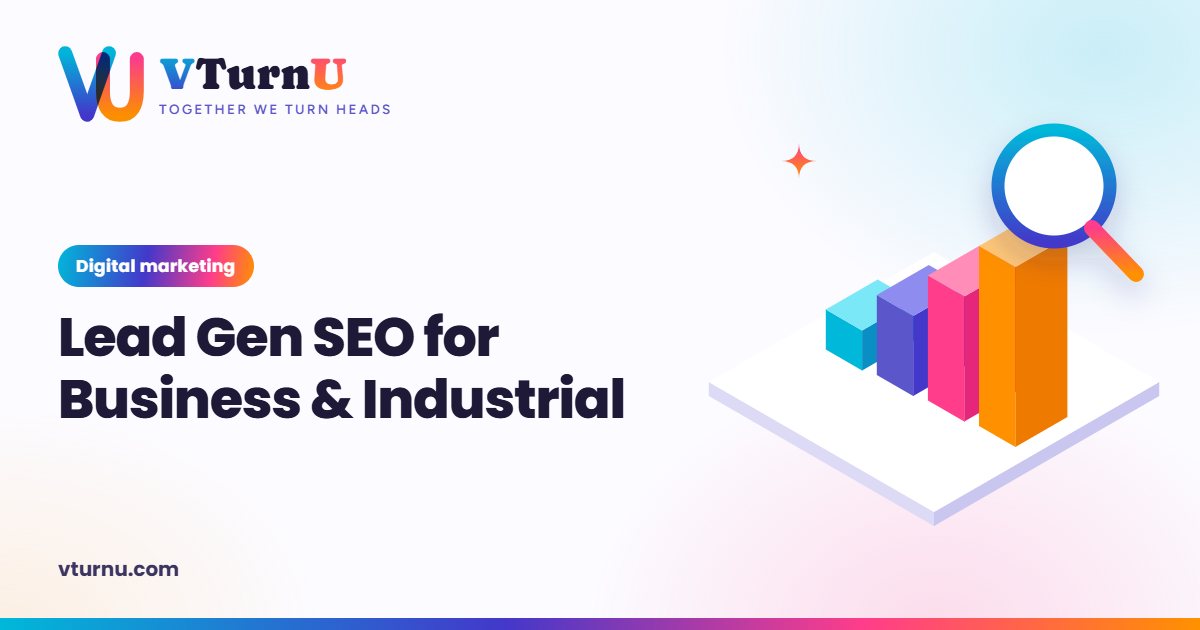 VTurnU
TOGETHER WE TURN HEADS
Digital marketing
Lead Gen SEO for
Business & Industrial
vturnu.com